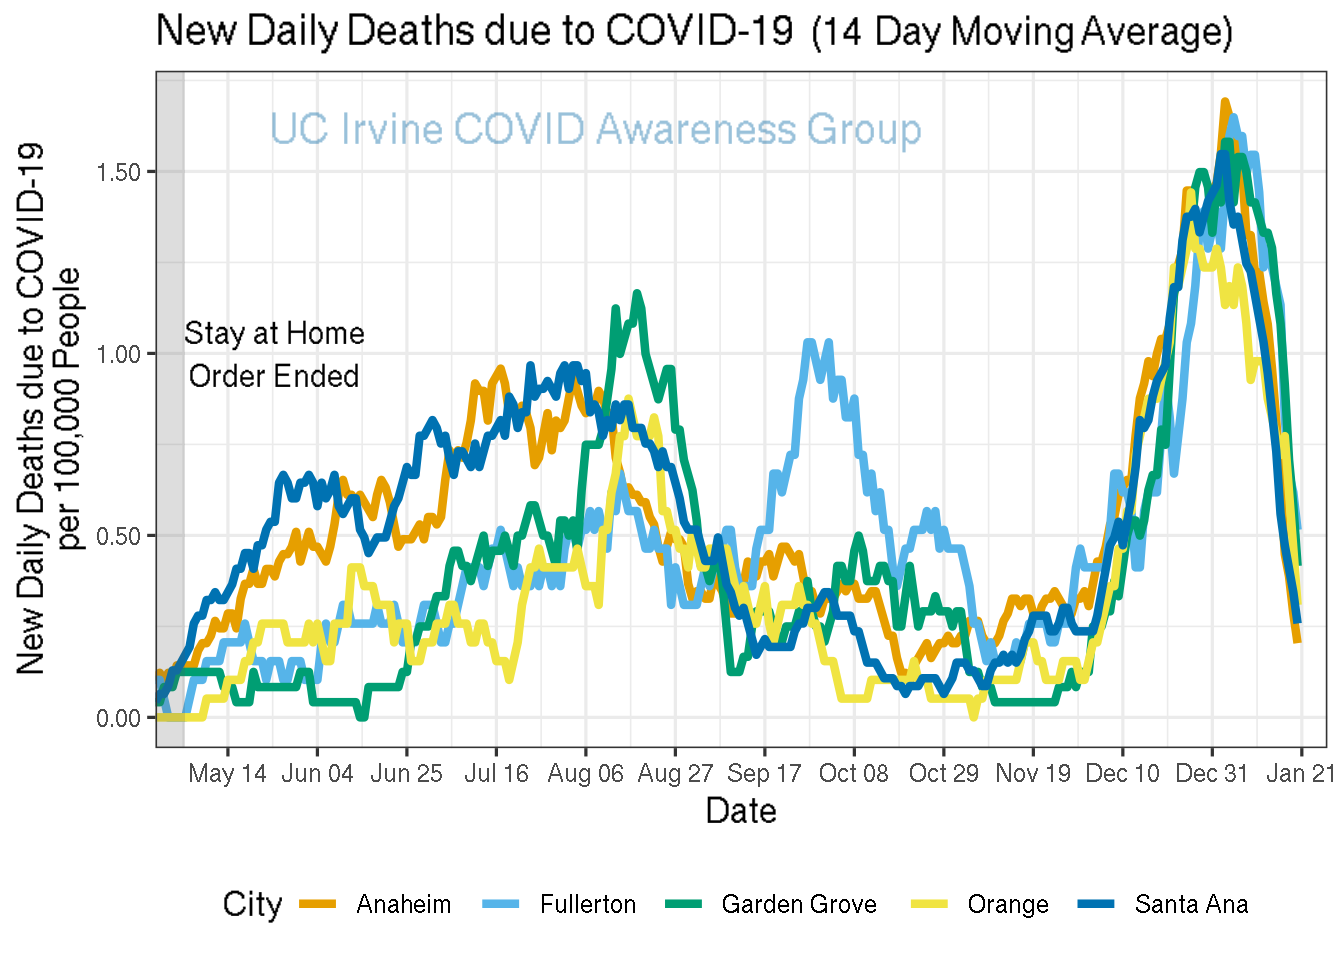 New Daily Deaths due to COVID-19 (14 Day Moving Average)
UC Irvine COVID Awareness Group
New Daily Deaths due to COVID-19
per 100,000 People
1.50
1.00
0.50
0.00
Stay at Home
Order Ended
May 14 Jun 04 Jun 25 Jul 16 Aug 06 Aug 27 Sep 17 Oct 08 Oct 29 Nov 19 Dec 10 Dec 31 Jan 21
Date
City Anaheim Fullerton Garden Grove Orange Santa Ana